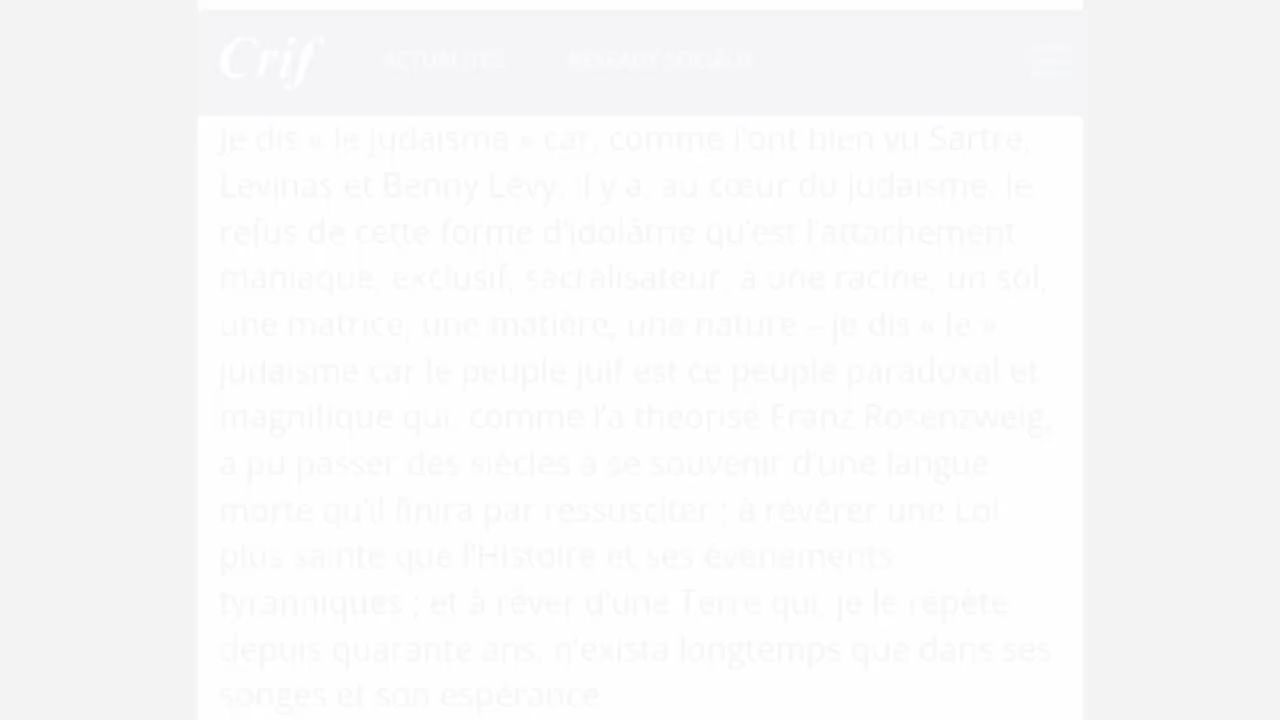 Crif ACTUALITÉS RÉSEAUX SOCIAUX
Je dis « le judaïsme » car, comme l'ont bien vu Sartre,
Levinas et Benny Lévy, il y a, au cœur du judaïsme, le
refus de cette forme d'idolâtrie qu'est l'attachement
maniaque, exclusif, sacralisateur, à une racine, un sol,
une matrice, une matière, une nature – je dis « le »
judaïsme car le peuple juif est ce peuple paradoxal et
magnifique qui, comme l'a théorisé Franz Rosenzweig,
a pu passer des siècles à se souvenir d'une langue
morte qu'il finira par ressusciter ; à révérer une Loi
plus sainte que l'Histoire et ses événements
tyranniques ; et à rêver d'une Terre qui, je le répète
depuis quarante ans, n'exista longtemps que dans ses
songes et son espérance